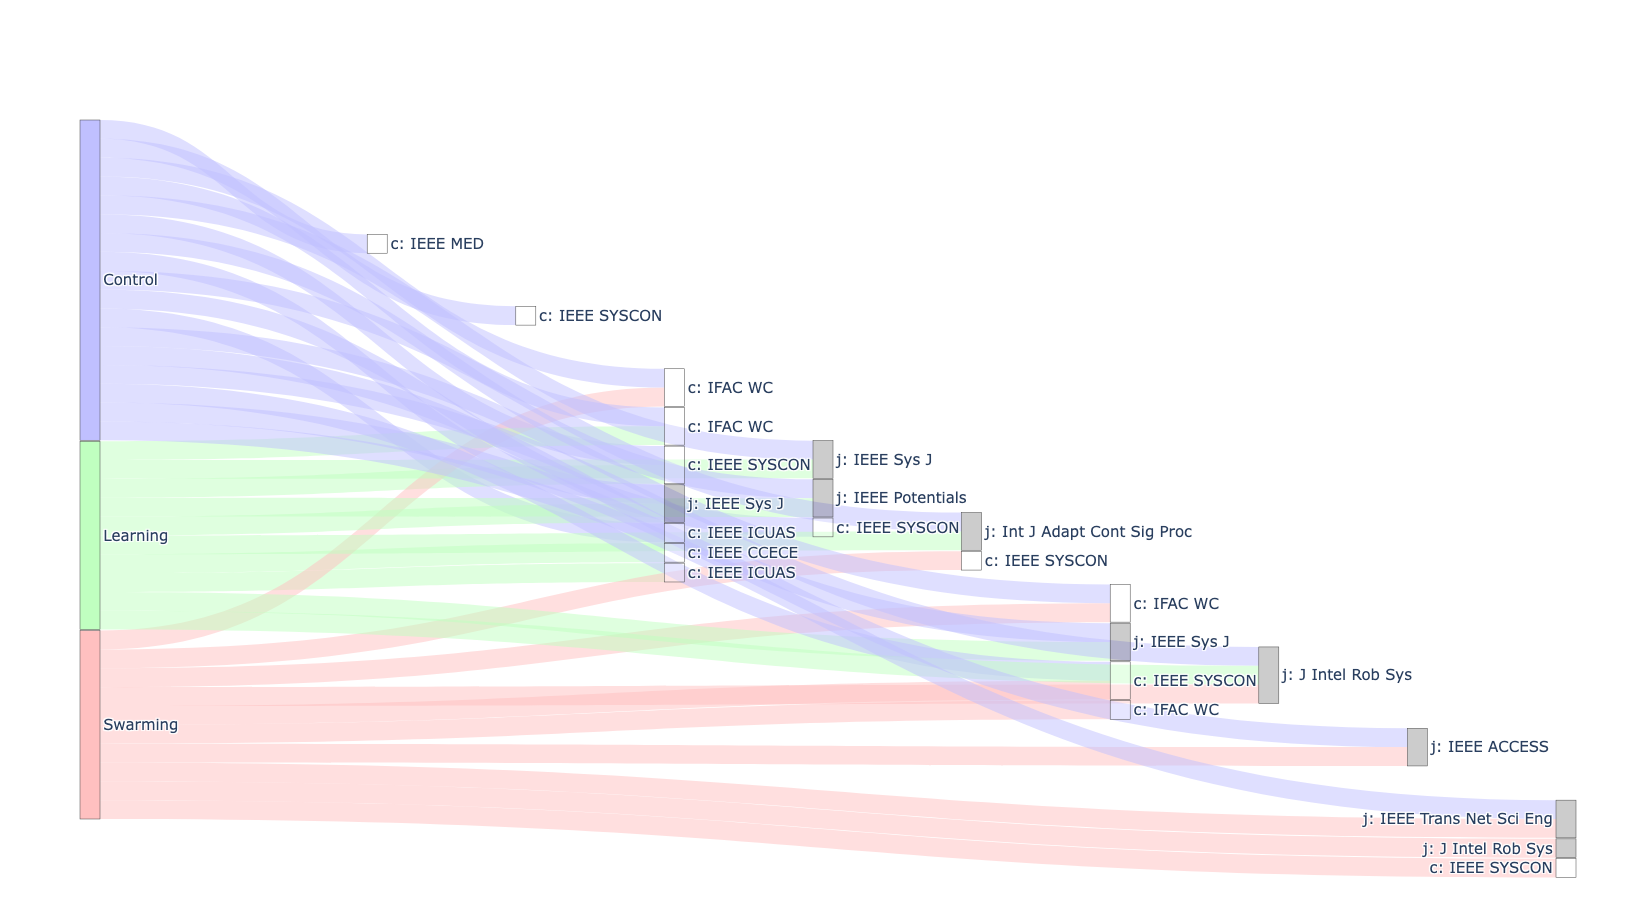 Control
Learning
Swarming
c: IEEE MED
c: IEEE SYSCON
c: IFAC WC
c: IFAC WC
c: IEEE SYSCON
j: IEEE Sys J
c: IEEE ICUAS
c: IEEE CCECE
c: IEEE ICUAS
j: IEEE Sys J
j: IEEE Potentials
c: IEEE SYSCON
j: Int J Adapt Cont Sig Proc
c: IEEE SYSCON
c: IFAC WC
j: IEEE Sys J
c: IEEE SYSCON
c: IFAC WC
j: J Intel Rob Sys
j: IEEE ACCESS
j: IEEE Trans Net Sci Eng
j: J Intel Rob Sys
c: IEEE SYSCON